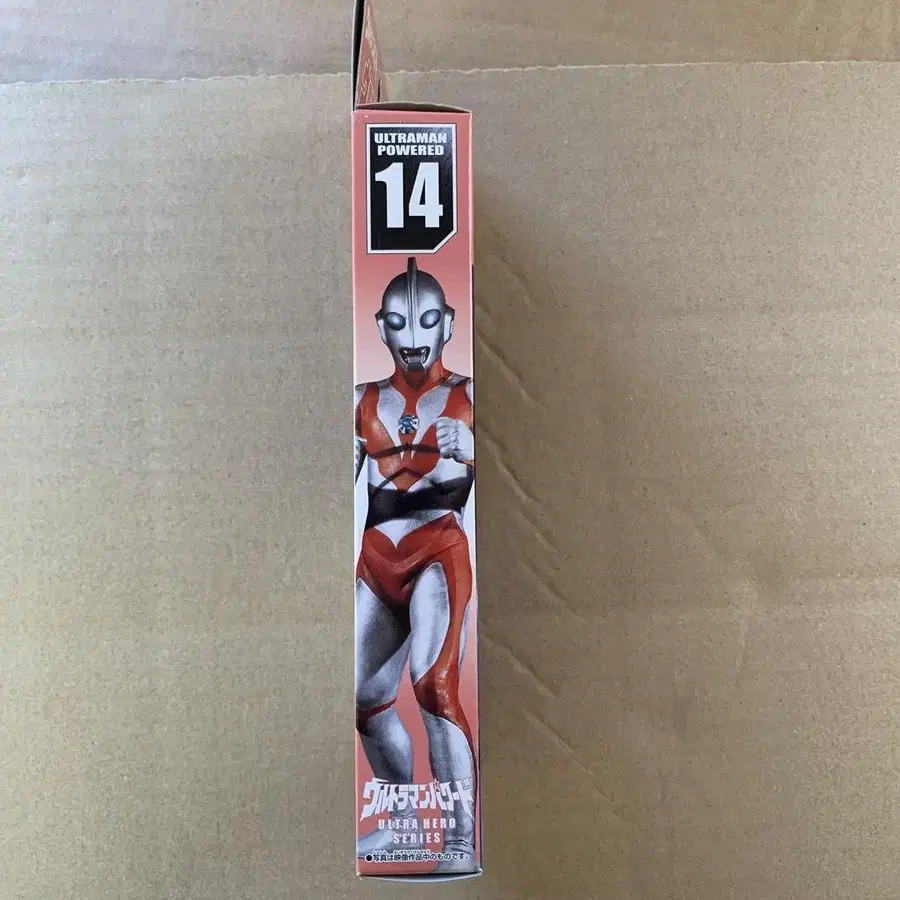 ULTRAMAN
POWERED
14
ウルトラマンパワード
ULTRA HERO
SERIES
●写真は映像作品中のものです。